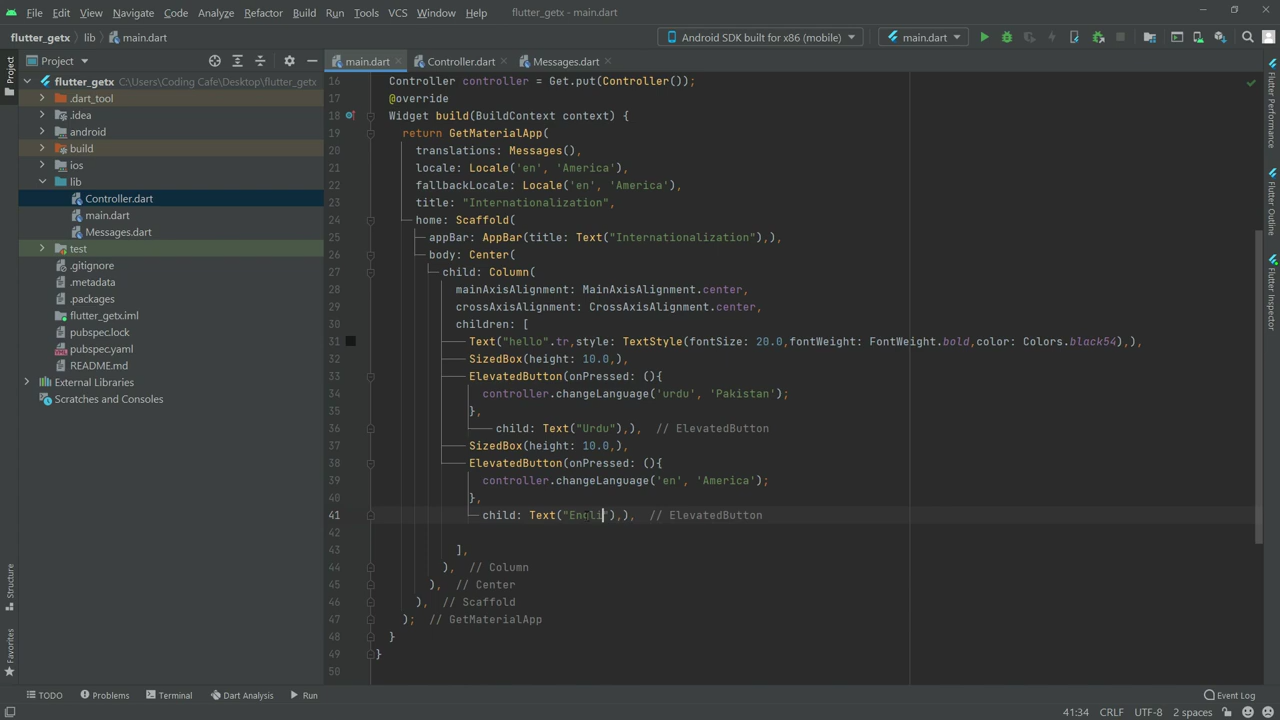 File Edit View Navigate Code Analyze Refactor Build Run Tools VCS Window Help flutter_getx - main.dart
flutter_getx lib main.dart Android SDK built for x86 (mobile) main.dart
Project main.dart Controller.dart Messages.dart
flutter_getx C:\Users\Coding Cafe\Desktop\flutter_getx
.dart_tool
.idea
android
build
ios
lib
Controller.dart
main.dart
Messages.dart
test
.gitignore
.metadata
.packages
flutter_getx.iml
pubspec.lock
pubspec.yaml
README.md
External Libraries
Scratches and Consoles
Project
Structure
Favorites
16 Controller controller = Get.put(Controller());
17 @override
18 Widget build(BuildContext context) {
19 return GetMaterialApp(
20 translations: Messages(),
21 locale: Locale('en', 'America'),
22 fallbackLocale: Locale('en', 'America'),
23 title: "Internationalization",
24 home: Scaffold(
25 appBar: AppBar(title: Text("Internationalization"),),
26 body: Center(
27 child: Column(
28 mainAxisAlignment: MainAxisAlignment.center,
29 crossAxisAlignment: CrossAxisAlignment.center,
30 children: [
31 Text("hello".tr,style: TextStyle(fontSize: 20.0,fontWeight: FontWeight.bold,color: Colors.black54),),
32 SizedBox(height: 10.0,),
33 ElevatedButton(onPressed: (){
34 controller.changeLanguage('urdu', 'Pakistan');
35 },
36 child: Text("Urdu"),), // ElevatedButton
37 SizedBox(height: 10.0,),
38 ElevatedButton(onPressed: (){
39 controller.changeLanguage('en', 'America');
40 },
41 child: Text("Engli"),), // ElevatedButton
42
43 ],
44 ), // Column
45 ), // Center
46 ), // Scaffold
47 ); // GetMaterialApp
48 }
49 }
50
Flutter Performance
Flutter Outline
Flutter Inspector
TODO Problems Terminal Dart Analysis Run Event Log
41:34 CRLF UTF-8 2 spaces